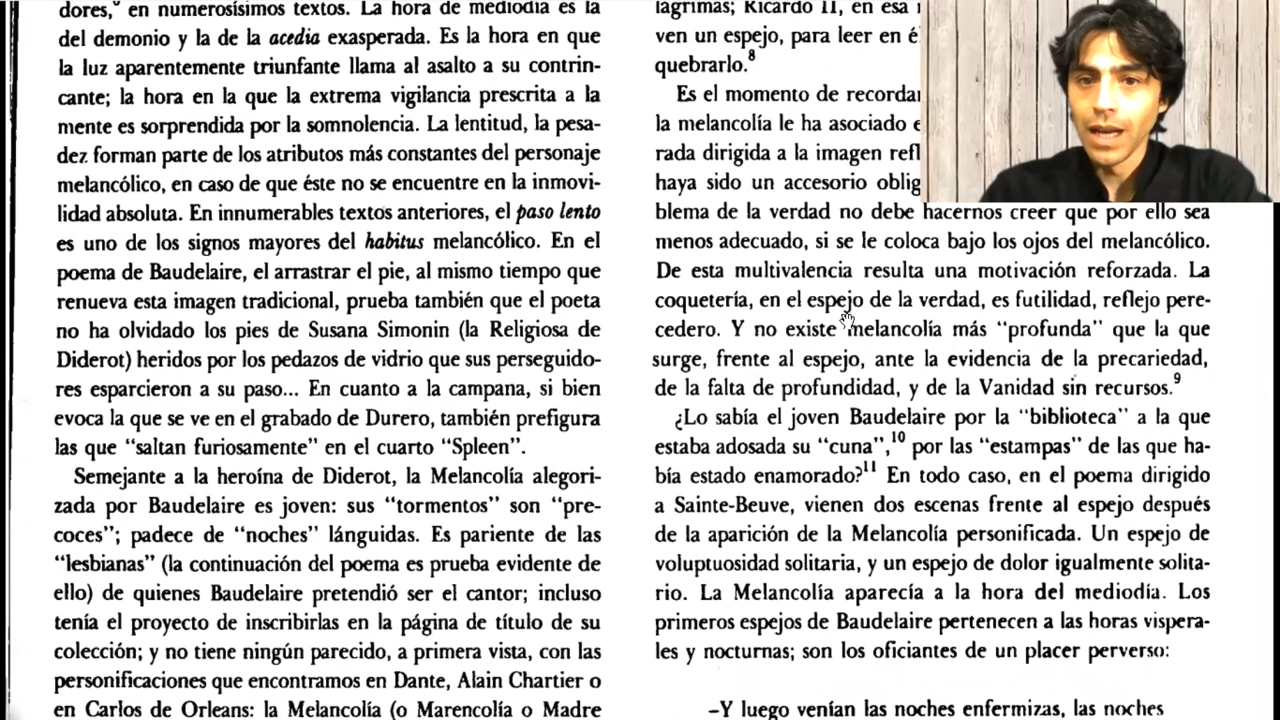 dores,⁶ en numerosísimos textos. La hora de mediodía es la
del demonio y la de la acedia exasperada. Es la hora en que
la luz aparentemente triunfante llama al asalto a su contrin-
cante; la hora en la que la extrema vigilancia prescrita a la
mente es sorprendida por la somnolencia. La lentitud, la pesa-
dez forman parte de los atributos más constantes del personaje
melancólico, en caso de que éste no se encuentre en la inmovi-
lidad absoluta. En innumerables textos anteriores, el paso lento
es uno de los signos mayores del habitus melancólico. En el
poema de Baudelaire, el arrastrar el pie, al mismo tiempo que
renueva esta imagen tradicional, prueba también que el poeta
no ha olvidado los pies de Susana Simonin (la Religiosa de
Diderot) heridos por los pedazos de vidrio que sus perseguido-
res esparcieron a su paso... En cuanto a la campana, si bien
evoca la que se ve en el grabado de Durero, también prefigura
las que “saltan furiosamente” en el cuarto “Spleen”.
Semejante a la heroína de Diderot, la Melancolía alegori-
zada por Baudelaire es joven: sus “tormentos” son “pre-
coces”; padece de “noches” lánguidas. Es pariente de las
“lesbianas” (la continuación del poema es prueba evidente de
ello) de quienes Baudelaire pretendió ser el cantor; incluso
tenía el proyecto de inscribirlas en la página de título de su
colección; y no tiene ningún parecido, a primera vista, con las
personificaciones que encontramos en Dante, Alain Chartier o
en Carlos de Orleans: la Melancolía (o Marencolía o Madre
lágrimas; Ricardo II, en esa
ven un espejo, para leer en
quebrarlo.⁸
Es el momento de recordar
la melancolía le ha asociado
rada dirigida a la imagen
haya sido un accesorio
blema de la verdad no debe hacernos creer que por ello sea
menos adecuado, si se le coloca bajo los ojos del melancólico.
De esta multivalencia resulta una motivación reforzada. La
coquetería, en el espejo de la verdad, es futilidad, reflejo pere-
cedero. Y no existe melancolía más “profunda” que la que
surge, frente al espejo, ante la evidencia de la precariedad,
de la falta de profundidad, y de la Vanidad sin recursos.⁹
¿Lo sabía el joven Baudelaire por la “biblioteca” a la que
estaba adosada su “cuna”,¹⁰ por las “estampas” de las que ha-
bía estado enamorado?¹¹ En todo caso, en el poema dirigido
a Sainte-Beuve, vienen dos escenas frente al espejo después
de la aparición de la Melancolía personificada. Un espejo de
voluptuosidad solitaria, y un espejo de dolor igualmente solita-
rio. La Melancolía aparecía a la hora del mediodía. Los
primeros espejos de Baudelaire pertenecen a las horas vispera-
les y nocturnas; son los oficiantes de un placer perverso:
–Y luego venían las noches enfermizas, las noches